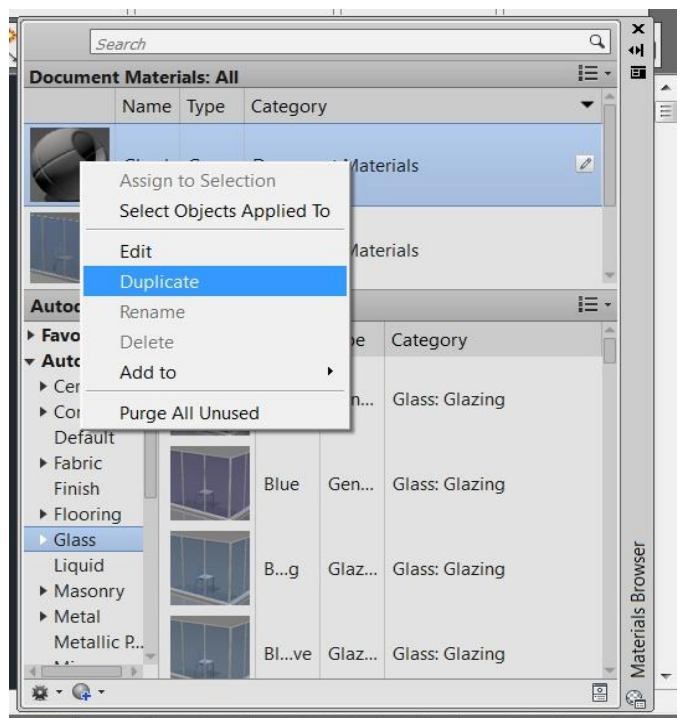 Search
Document Materials: All
Name Type Category
Materials
Assign to Selection
Select Objects Applied To
Edit
Materials
Duplicate
Rename
Delete
Add to
Purge All Unused
Category
Default
Fabric
Finish
Flooring
Glass
Liquid
Masonry
Metal
Metallic P...
Glass: Glazing
Blue Gen... Glass: Glazing
B...g Glaz... Glass: Glazing
Bl...ve Glaz... Glass: Glazing
Materials Browser